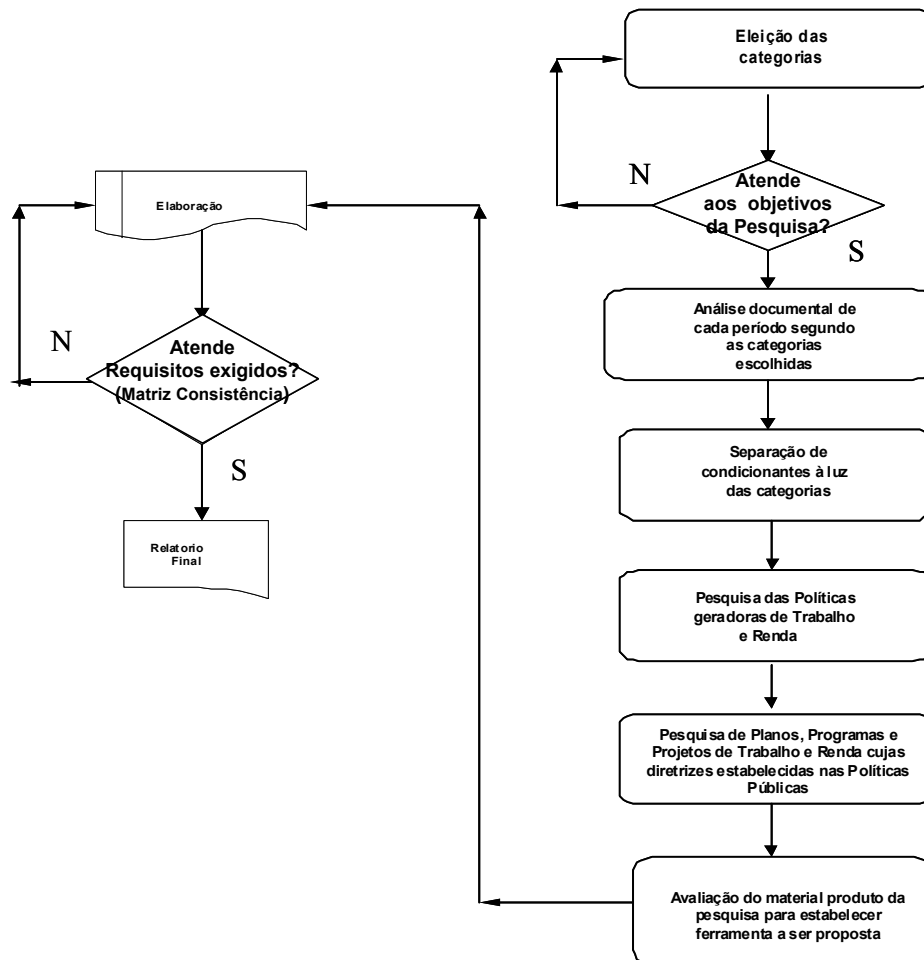 Eleição das
categorias
N
Atende
aos objetivos
da Pesquisa?
S
Análise documental de
cada período segundo
as categorias
escolhidas
Separação de
condicionantes à luz
das categorias
Pesquisa das Políticas
geradoras de Trabalho
e Renda
Pesquisa de Planos, Programas e
Projetos de Trabalho e Renda cujas
diretrizes estabelecidas nas Políticas
Públicas
Avaliação do material produto da
pesquisa para estabelecer
ferramenta a ser proposta
Elaboração
N
Atende
Requisitos exigidos?
(Matriz Consistência)
S
Relatorio
Final